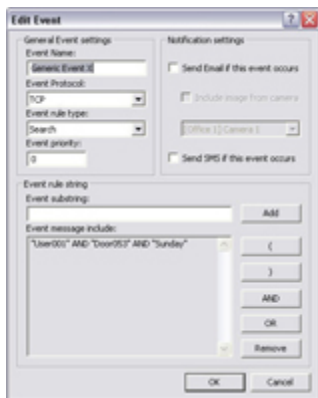 Edit Event
General Event settings
Event Name:
Generic Event X
Event Protocol:
TCP
Event rule type:
Search
Event priority:
0
Notification settings
Send Email if this event occurs
Include image from camera
[Office 1] Camera 1
Send SMS if this event occurs
Event rule string
Event substring:
Add
Event message include:
"User001" AND "Door053" AND "Sunday"
(
)
AND
OR
Remove
OK
Cancel